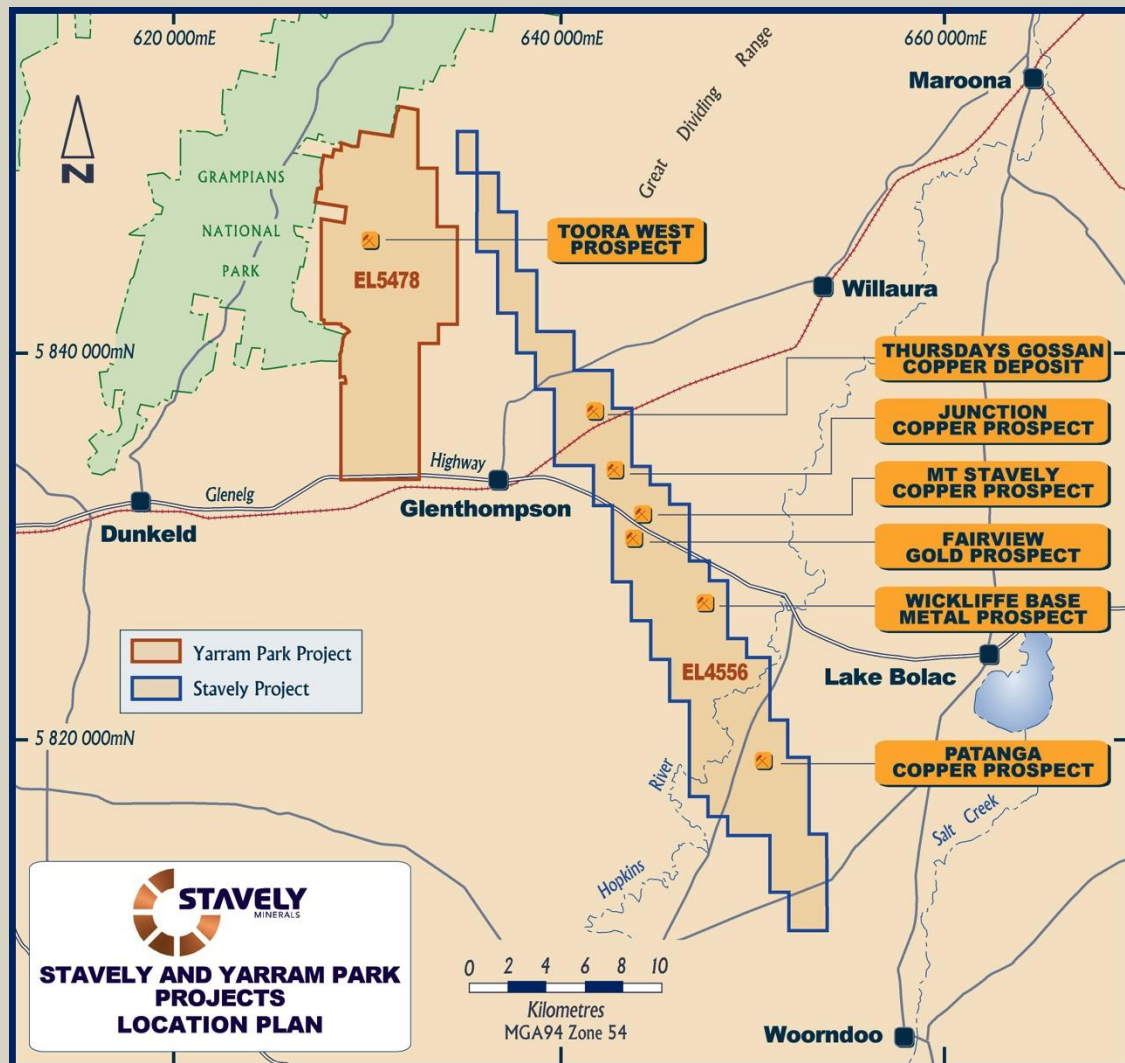 620 000mE
640 000mE
660 000mE
Great Dividing Range
Maroona
N
GRAMPIANS
NATIONAL
PARK
TOORA WEST
PROSPECT
EL5478
Willaura
5 840 000mN
THURSDAYS GOSSAN
COPPER DEPOSIT
JUNCTION
COPPER PROSPECT
Highway
Glenelg
Glenthompson
MT STAVELY
COPPER PROSPECT
Dunkeld
FAIRVIEW
GOLD PROSPECT
WICKLIFFE BASE
METAL PROSPECT
Yarram Park Project
Stavely Project
EL4556
Lake Bolac
5 820 000mN
PATANGA
COPPER PROSPECT
Hopkins River
Salt Creek
STAVELY
MINERALS
STAVELY AND YARRAM PARK
PROJECTS
LOCATION PLAN
0 2 4 6 8 10
Kilometres
MGA94 Zone 54
Woorndoo